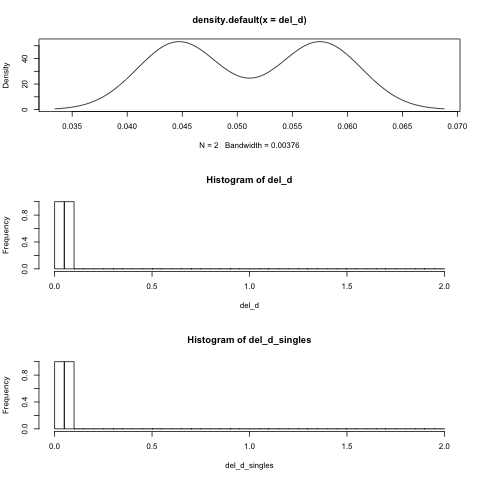 density.default(x = del_d)
Density
0 20 40
0.035 0.040 0.045 0.050 0.055 0.060 0.065 0.070
N = 2 Bandwidth = 0.00376
Histogram of del_d
Frequency
0.0 0.4 0.8
0.0 0.5 1.0 1.5 2.0
del_d
Histogram of del_d_singles
Frequency
0.0 0.4 0.8
0.0 0.5 1.0 1.5 2.0
del_d_singles